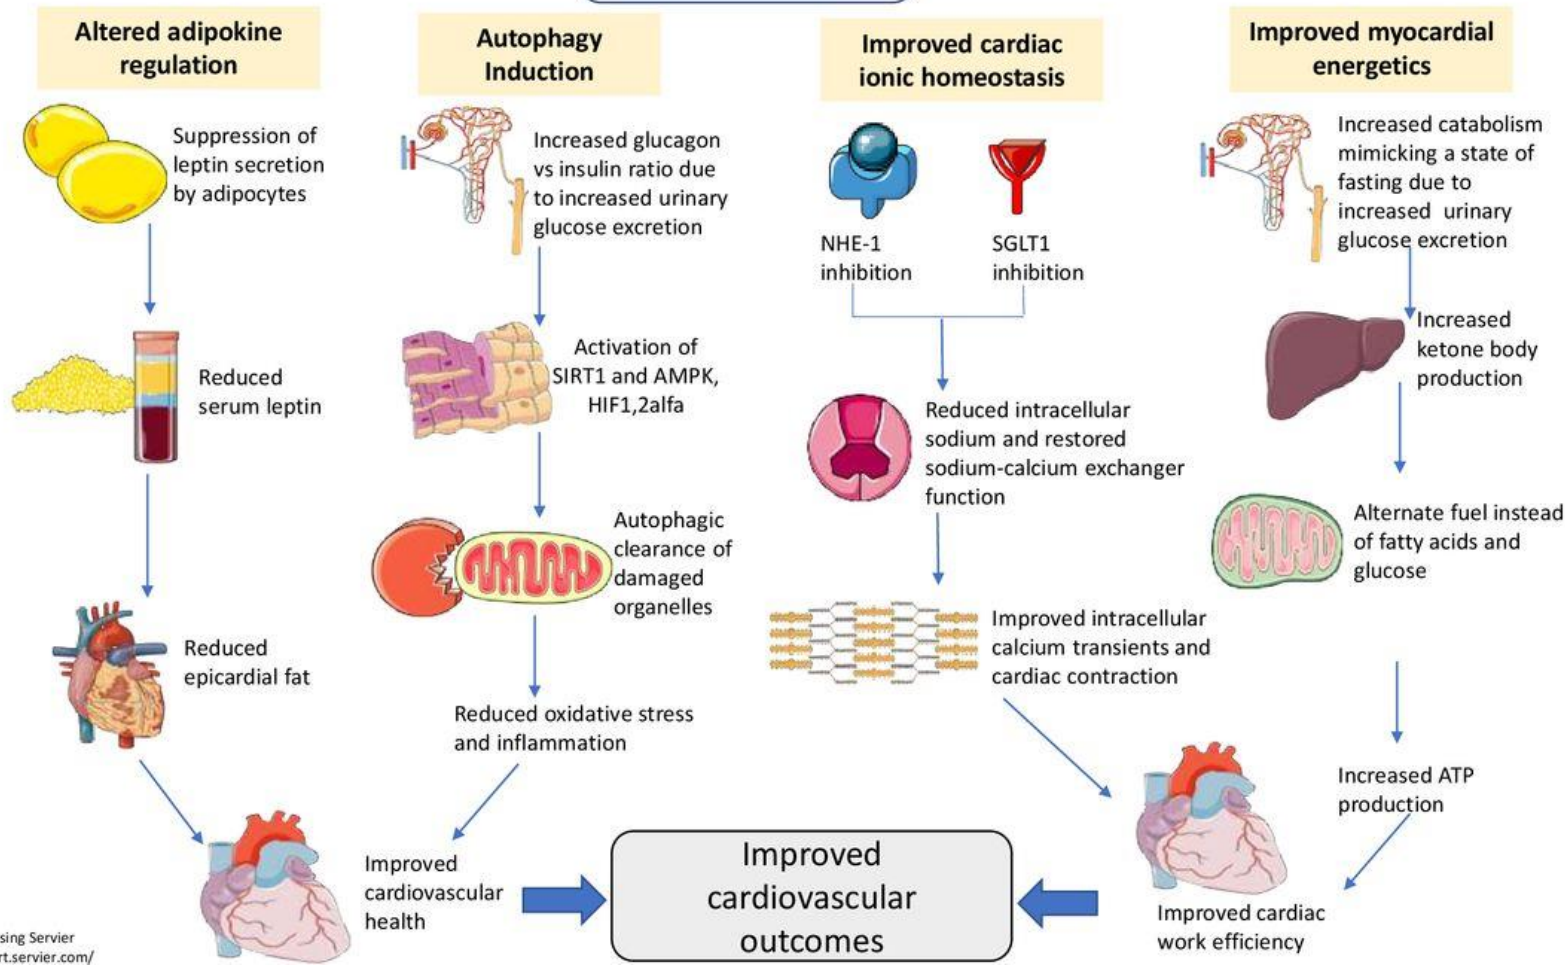 Altered adipokine
regulation
Suppression of
leptin secretion
by adipocytes
Reduced
serum leptin
Reduced
epicardial fat
Autophagy
Induction
Increased glucagon
vs insulin ratio due
to increased urinary
glucose excretion
Activation of
SIRT1 and AMPK,
HIF1,2alfa
Autophagic
clearance of
damaged
organelles
Reduced oxidative stress
and inflammation
Improved
cardiovascular
health
Improved cardiac
ionic homeostasis
NHE-1
inhibition
SGLT1
inhibition
Reduced intracellular
sodium and restored
sodium-calcium exchanger
function
Improved intracellular
calcium transients and
cardiac contraction
Improved myocardial
energetics
Increased catabolism
mimicking a state of
fasting due to
increased urinary
glucose excretion
Increased
ketone body
production
Alternate fuel instead
of fatty acids and
glucose
Increased ATP
production
Improved cardiac
work efficiency
Improved
cardiovascular
outcomes
sing Servier
rt.servier.com/